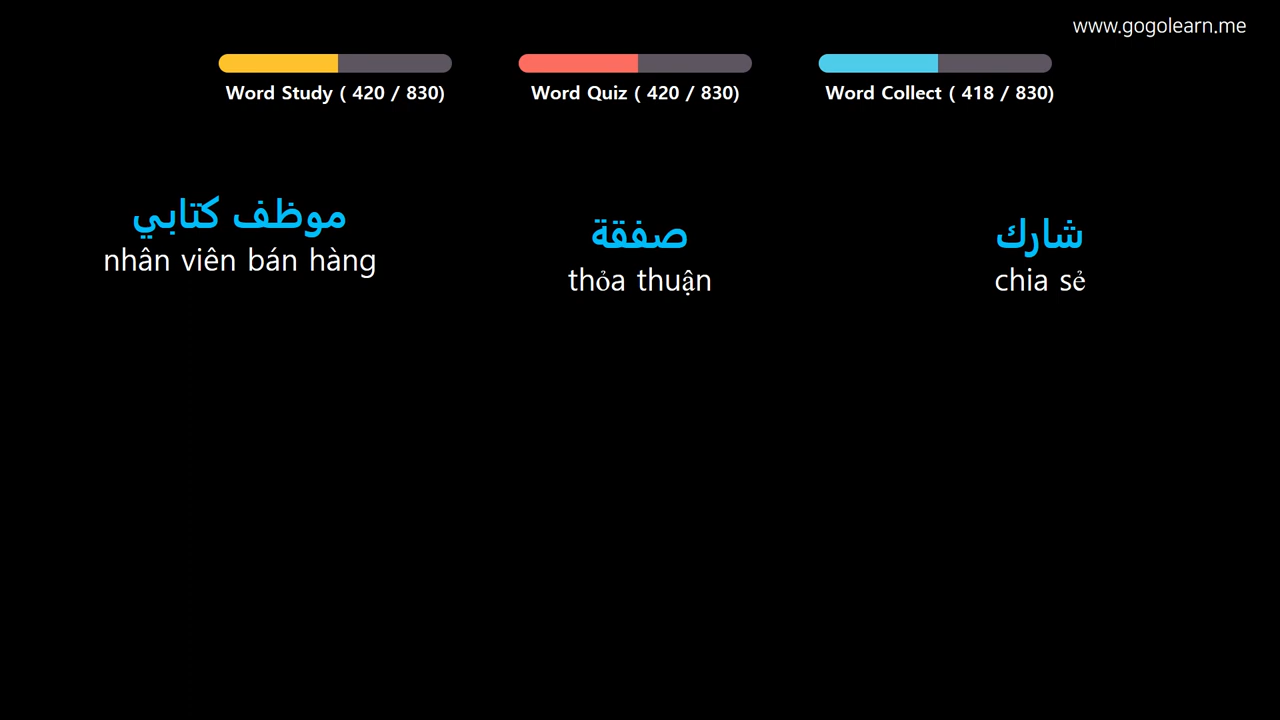 www.gogolearn.me
Word Study ( 420 / 830)
Word Quiz ( 420 / 830)
Word Collect ( 418 / 830)
موظف كتابي
nhân viên bán hàng
صفقة
thỏa thuận
شارك
chia sẻ